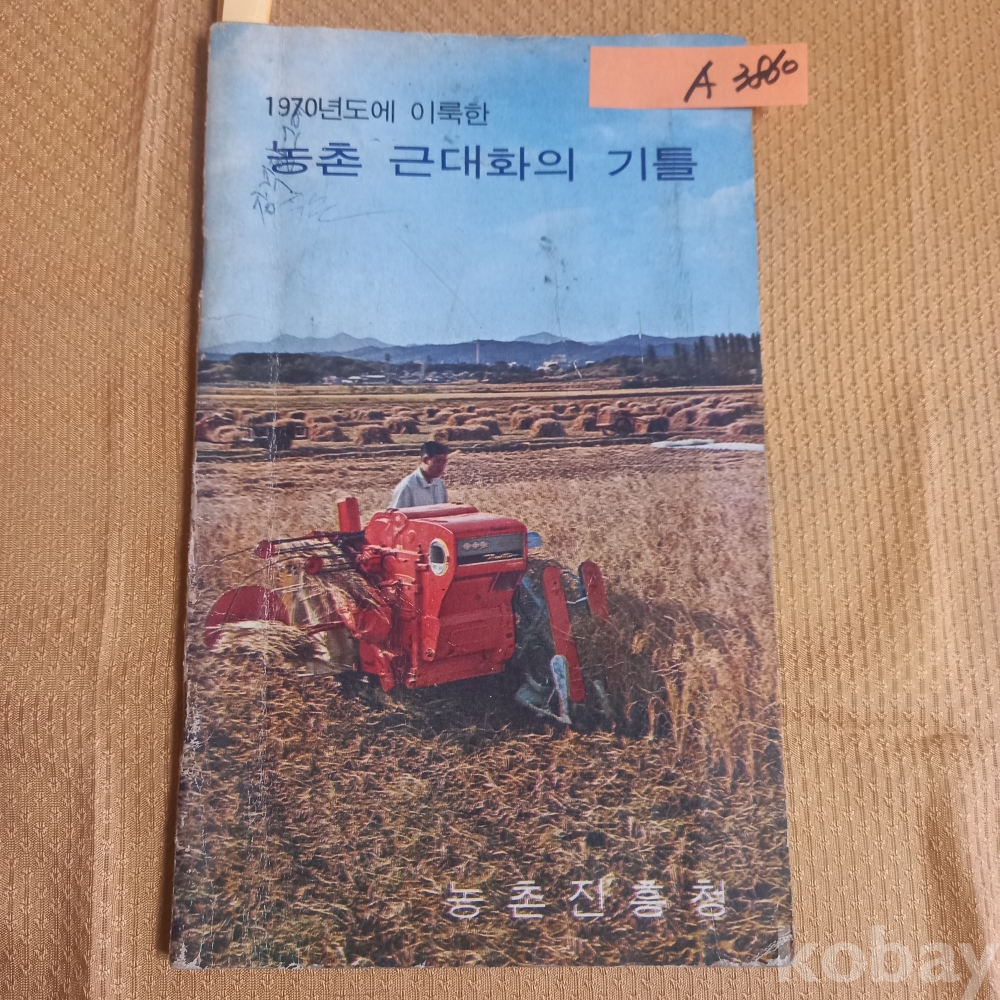 A 3860
1970년도에 이룩한
농촌 근대화의 기틀
농촌진흥청
kobay